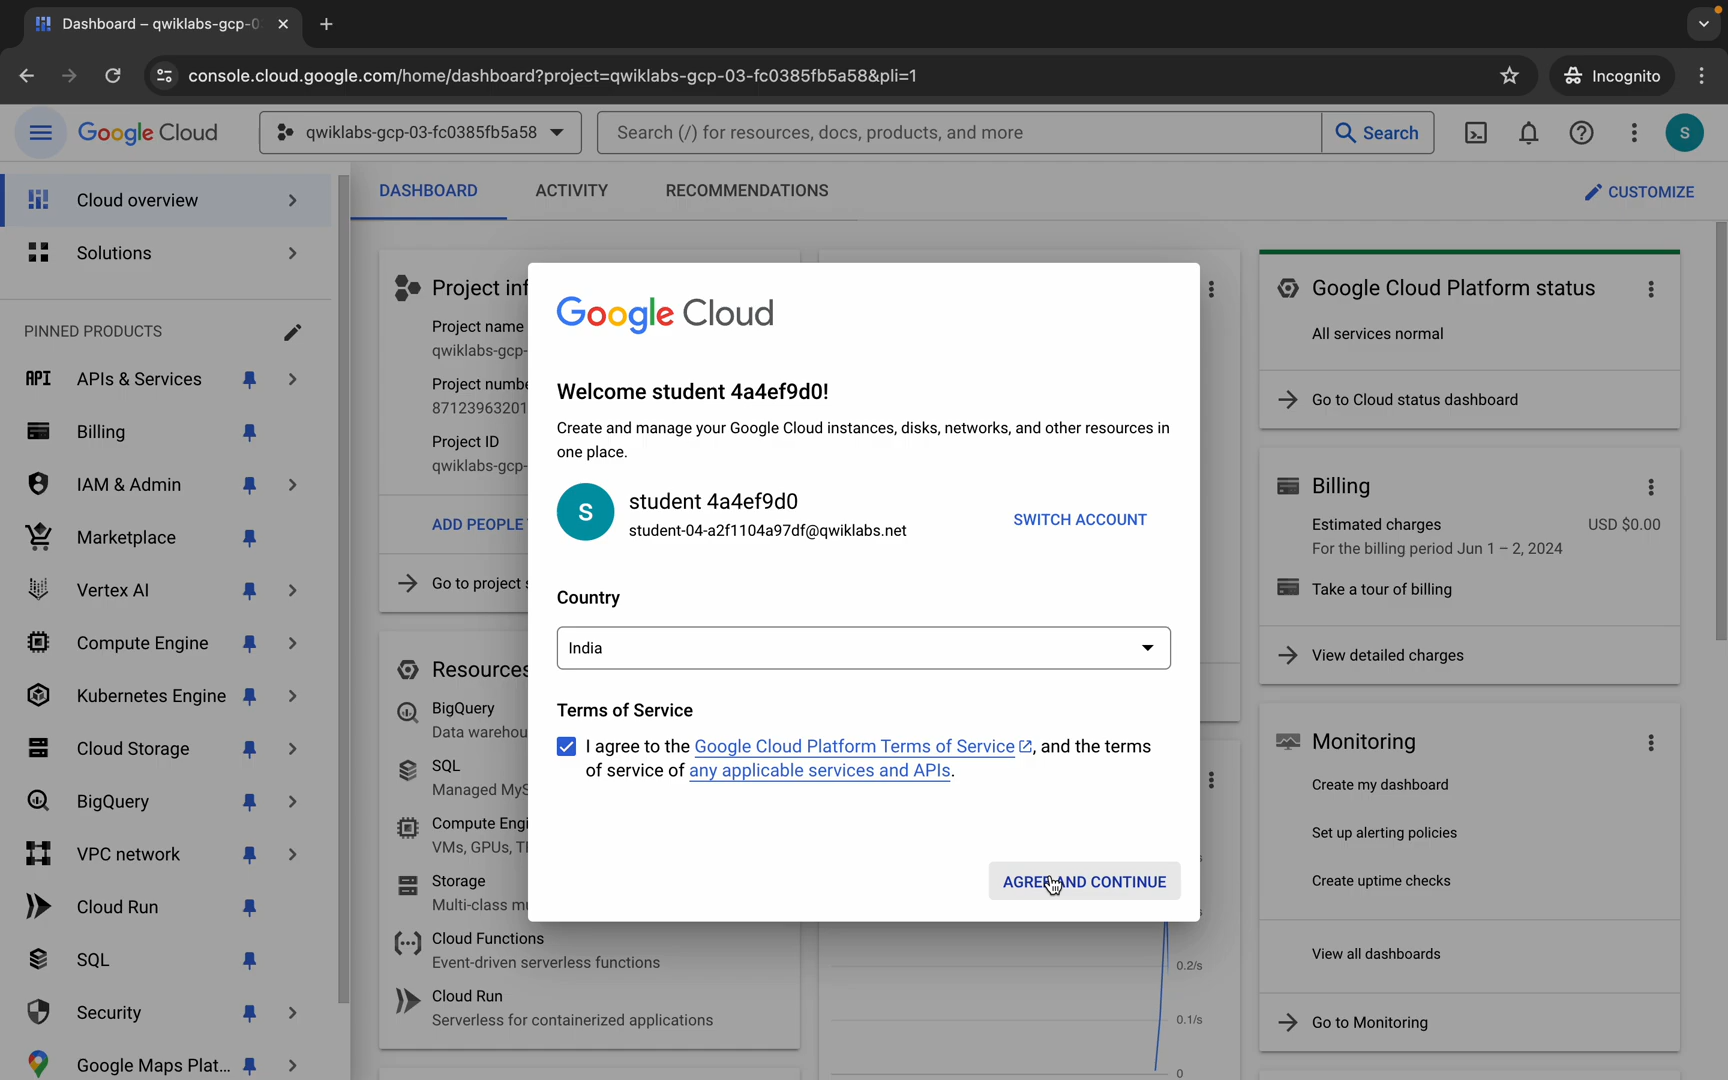 Dashboard – qwiklabs-gcp-0
console.cloud.google.com/home/dashboard?project=qwiklabs-gcp-03-fc0385fb5a58&pli=1
Incognito
Google Cloud
qwiklabs-gcp-03-fc0385fb5a58
Search (/) for resources, docs, products, and more
Search
S
Cloud overview
Solutions
PINNED PRODUCTS
API APIs & Services
Billing
IAM & Admin
Marketplace
Vertex AI
Compute Engine
Kubernetes Engine
Cloud Storage
BigQuery
VPC network
Cloud Run
SQL
Security
Google Maps Plat...
DASHBOARD
ACTIVITY
RECOMMENDATIONS
CUSTOMIZE
Project inf
Project name
qwiklabs-gcp-
Project numbe
87123963201
Project ID
qwiklabs-gcp-
ADD PEOPLE
Go to project s
Resources
BigQuery
Data warehou
SQL
Managed MyS
Compute Engi
VMs, GPUs, T
Storage
Multi-class m
Cloud Functions
Event-driven serverless functions
Cloud Run
Serverless for containerized applications
Google Cloud
Welcome student 4a4ef9d0!
Create and manage your Google Cloud instances, disks, networks, and other resources in
one place.
S
student 4a4ef9d0
student-04-a2f1104a97df@qwiklabs.net
SWITCH ACCOUNT
Country
India
Terms of Service
I agree to the Google Cloud Platform Terms of Service, and the terms
of service of any applicable services and APIs.
AGREE AND CONTINUE
0.2/s
0.1/s
0
Google Cloud Platform status
All services normal
Go to Cloud status dashboard
Billing
Estimated charges USD $0.00
For the billing period Jun 1 – 2, 2024
Take a tour of billing
View detailed charges
Monitoring
Create my dashboard
Set up alerting policies
Create uptime checks
View all dashboards
Go to Monitoring